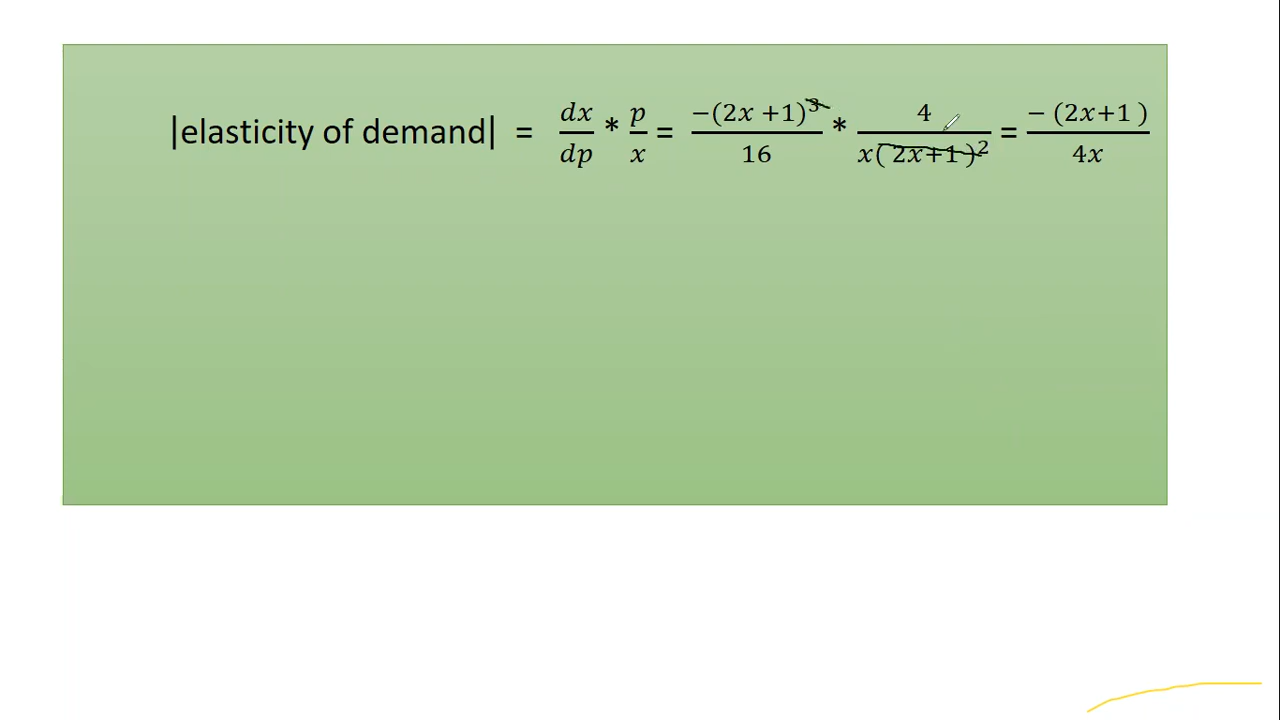 |elasticity of demand| = dx/dp * p/x = −(2x +1)³/16 * 4/x( 2x+1 )² = − (2x+1 )/4x